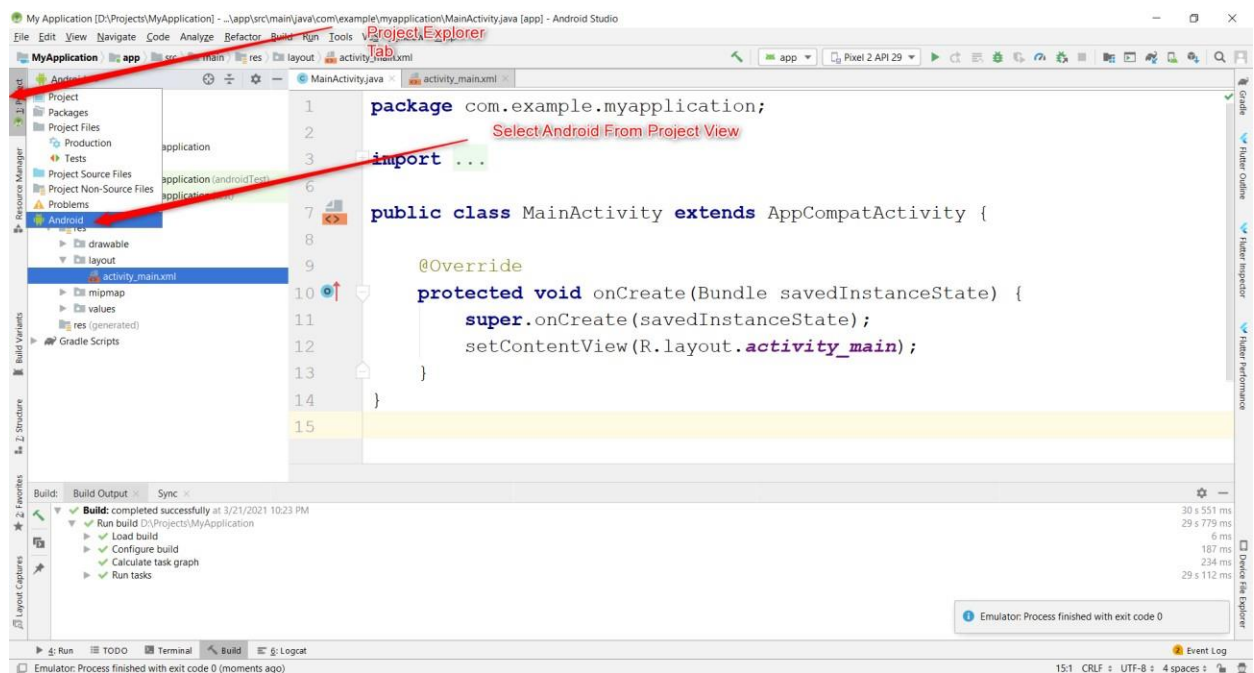 My Application [D:\Projects\MyApplication] - ...\app\src\main\java\com\example\myapplication\MainActivity.java [app] - Android Studio
File Edit View Navigate Code Analyze Refactor Build Run Tools
Project Explorer
Tab
MyApplication app src main res layout activity_main.xml
app Pixel 2 API 29
1: Project
Resource Manager
Build Variants
Z: Structure
2: Favorites
Layout Captures
Android
Project
Packages
Project Files
Production
Tests
Project Source Files
Project Non-Source Files
Problems
Android
application
application (androidTest)
application
res
drawable
layout
activity_main.xml
mipmap
values
res (generated)
Gradle Scripts
MainActivity.java
activity_main.xml
Select Android From Project View
1 package com.example.myapplication;
2
3 import ...
6
7 public class MainActivity extends AppCompatActivity {
8
9 @Override
10 protected void onCreate(Bundle savedInstanceState) {
11 super.onCreate(savedInstanceState);
12 setContentView(R.layout.activity_main);
13 }
14 }
15
Gradle
Flutter Outline
Flutter Inspector
Flutter Performance
Device File Explorer
Build: Build Output Sync
Build: completed successfully at 3/21/2021 10:23 PM 30 s 551 ms
Run build D:\Projects\MyApplication 29 s 779 ms
Load build 6 ms
Configure build 187 ms
Calculate task graph 234 ms
Run tasks 29 s 112 ms
Emulator: Process finished with exit code 0
4: Run TODO Terminal Build 6: Logcat 2 Event Log
Emulator: Process finished with exit code 0 (moments ago) 15:1 CRLF UTF-8 4 spaces